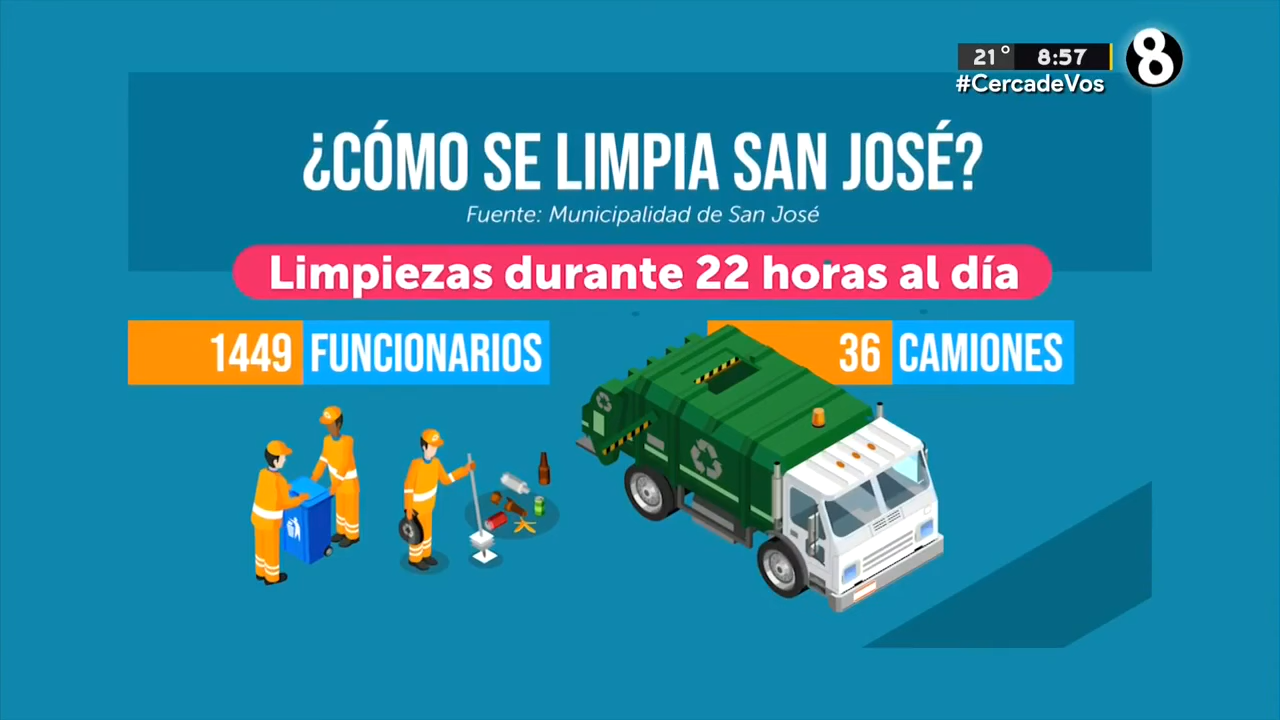 21° 8:57 8
#CercadeVos
¿CÓMO SE LIMPIA SAN JOSÉ?
Fuente: Municipalidad de San José
Limpiezas durante 22 horas al día
1449 FUNCIONARIOS
36 CAMIONES